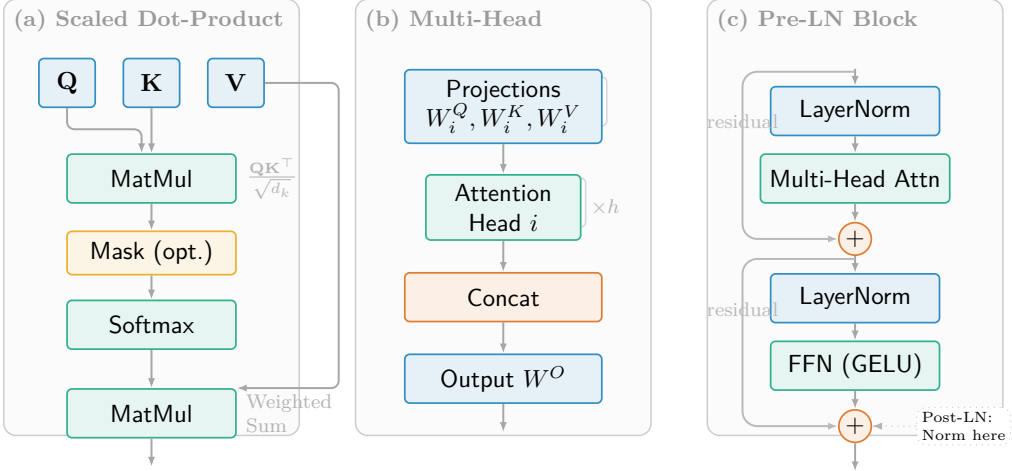 (a) Scaled Dot-Product
Q K V
MatMul
QK⊤
√dk
Mask (opt.)
Softmax
MatMul
Weighted
Sum
(b) Multi-Head
Projections
W_i^Q, W_i^K, W_i^V
Attention
Head i
×h
Concat
Output W^O
(c) Pre-LN Block
residual
LayerNorm
Multi-Head Attn
+
residual
LayerNorm
FFN (GELU)
+
Post-LN:
Norm here